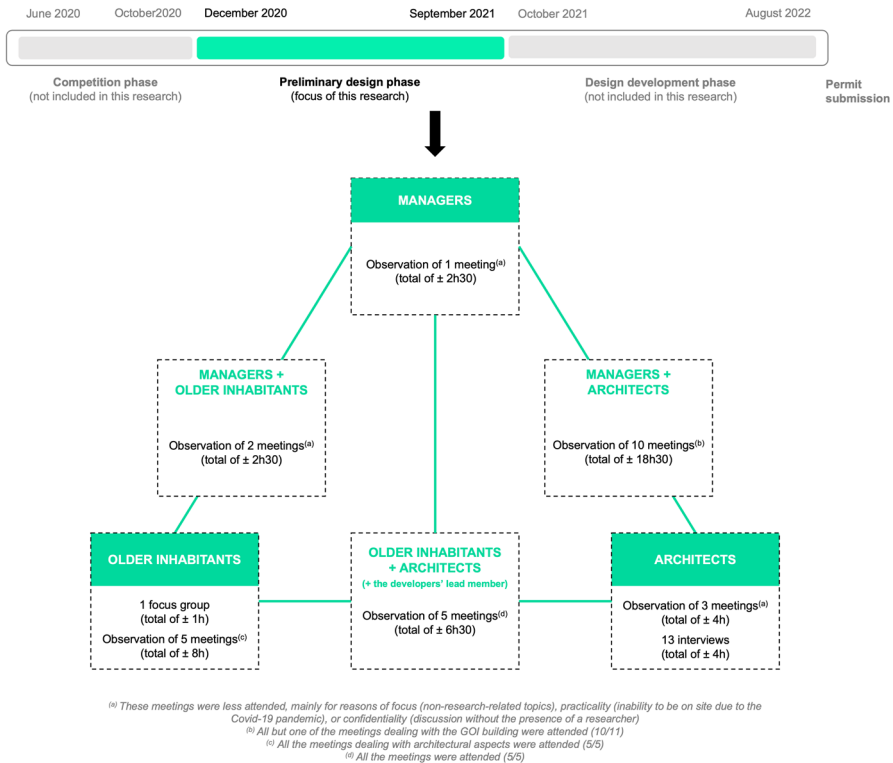 June 2020 October2020 December 2020 September 2021 October 2021 August 2022
Competition phase
(not included in this research)
Preliminary design phase
(focus of this research)
Design development phase
(not included in this research)
Permit
submission
MANAGERS
Observation of 1 meeting(a)
(total of ± 2h30)
MANAGERS +
OLDER INHABITANTS
Observation of 2 meetings(a)
(total of ± 2h30)
MANAGERS +
ARCHITECTS
Observation of 10 meetings(b)
(total of ± 18h30)
OLDER INHABITANTS
1 focus group
(total of ± 1h)
Observation of 5 meetings(c)
(total of ± 8h)
OLDER INHABITANTS
+ ARCHITECTS
(+ the developers' lead member)
Observation of 5 meetings(d)
(total of ± 6h30)
ARCHITECTS
Observation of 3 meetings(a)
(total of ± 4h)
13 interviews
(total of ± 4h)
(a) These meetings were less attended, mainly for reasons of focus (non-research-related topics), practicality (inability to be on site due to the
Covid-19 pandemic), or confidentiality (discussion without the presence of a researcher)
(b) All but one of the meetings dealing with the GOI building were attended (10/11)
(c) All the meetings dealing with architectural aspects were attended (5/5)
(d) All the meetings were attended (5/5)